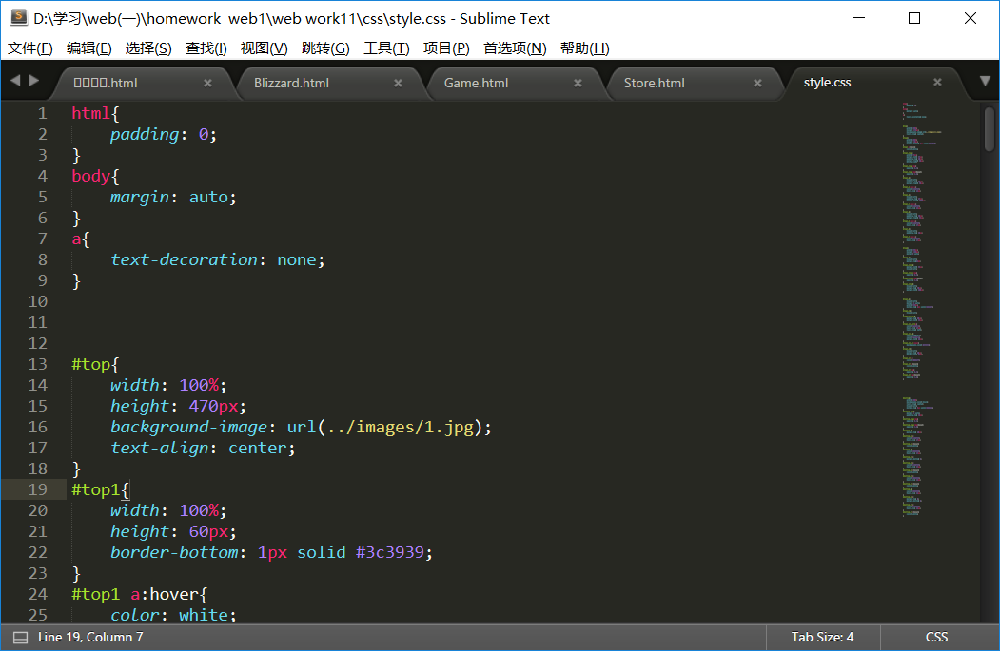 D:\学习\web(一)\homework  web1\web work11\css\style.css - Sublime Text
文件(F) 编辑(E) 选择(S) 查找(I) 视图(V) 跳转(G) 工具(T) 项目(P) 首选项(N) 帮助(H)
□□□□.html × Blizzard.html × Game.html × Store.html × style.css ×
1 html{
2     padding: 0;
3 }
4 body{
5     margin: auto;
6 }
7 a{
8     text-decoration: none;
9 }
10
11
12
13 #top{
14     width: 100%;
15     height: 470px;
16     background-image: url(../images/1.jpg);
17     text-align: center;
18 }
19 #top1{
20     width: 100%;
21     height: 60px;
22     border-bottom: 1px solid #3c3939;
23 }
24 #top1 a:hover{
25     color: white;
Line 19, Column 7 Tab Size: 4 CSS